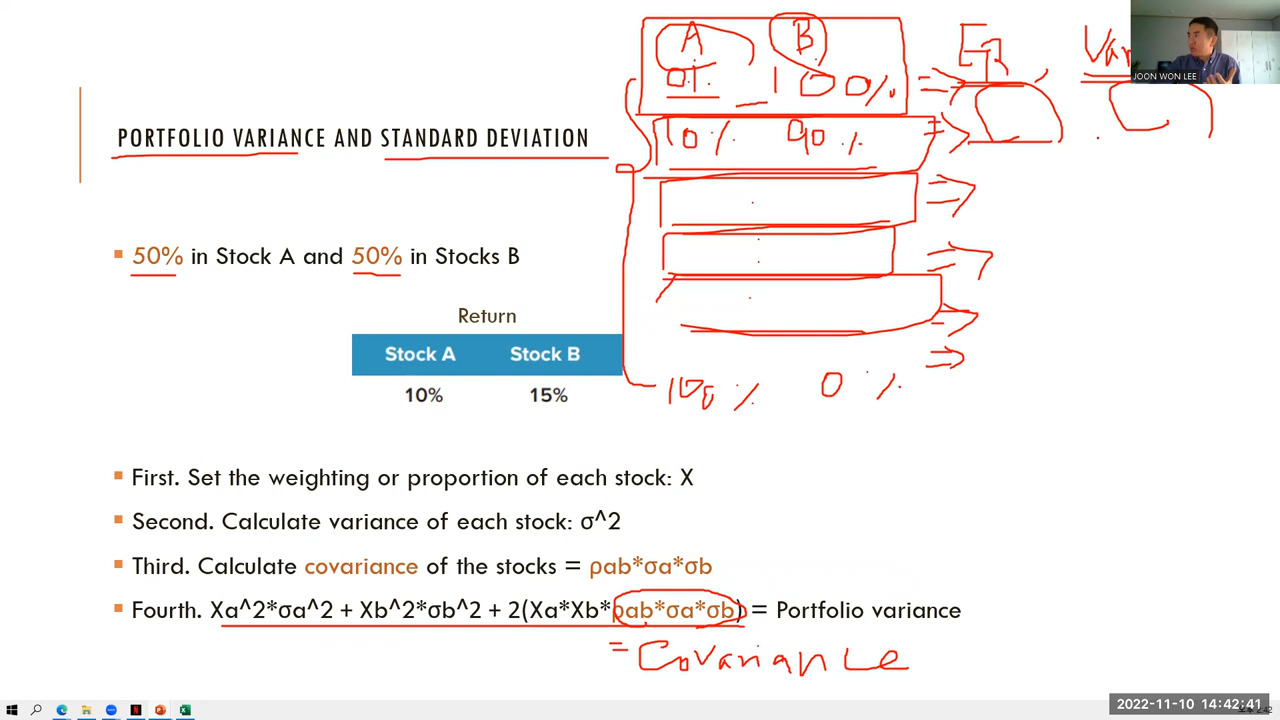 A B
0% 100% => ER Var
JOON WON LEE
10% 90% =>
PORTFOLIO VARIANCE AND STANDARD DEVIATION
50% in Stock A and 50% in Stocks B
Return
Stock A Stock B
10% 15%
100% 0%
First. Set the weighting or proportion of each stock: X
Second. Calculate variance of each stock: σ^2
Third. Calculate covariance of the stocks = ρab*σa*σb
Fourth. Xa^2*σa^2 + Xb^2*σb^2 + 2(Xa*Xb*ρab*σa*σb) = Portfolio variance
= Covariance
2022-11-10 14:42:41